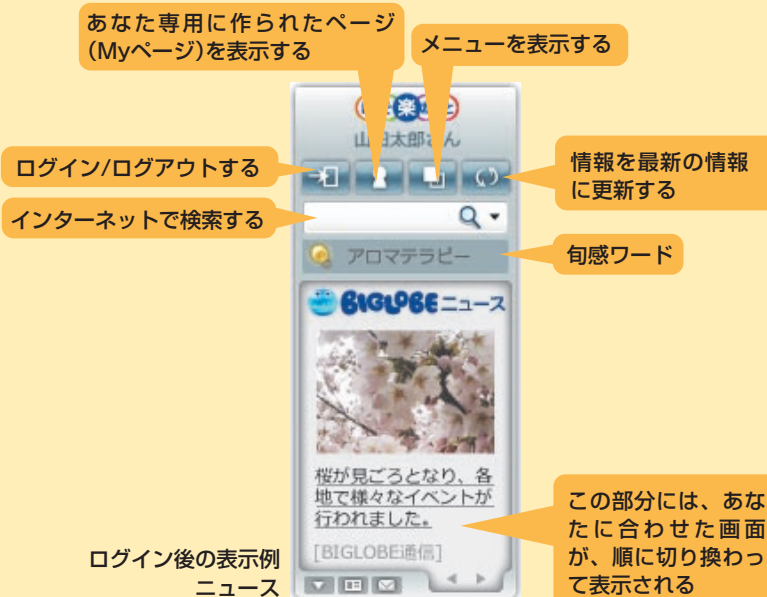 あなた専用に作られたページ
(Myページ)を表示する
メニューを表示する
楽
山田太郎さん
ログイン/ログアウトする
情報を最新の情報
に更新する
インターネットで検索する
アロマテラピー
旬感ワード
BIGLOBEニュース
桜が見ごろとなり、各
地で様々なイベントが
行われました。
[BIGLOBE通信]
この部分には、あな
たに合わせた画面
が、順に切り換わっ
て表示される
ログイン後の表示例
ニュース